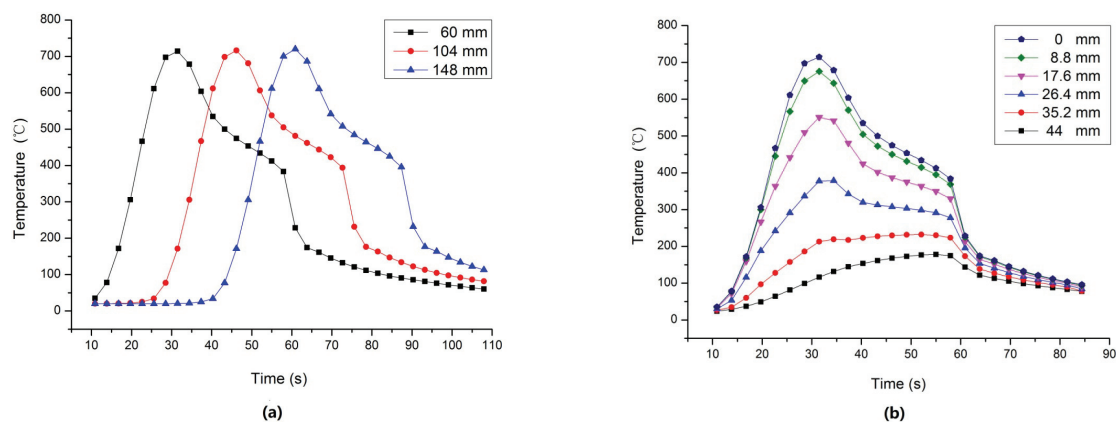 800
700
600
500
400
300
200
100
0
Temperature (℃)
10 20 30 40 50 60 70 80 90 100 110
Time (s)
60 mm
104 mm
148 mm
(a)
800
700
600
500
400
300
200
100
0
Temperature (℃)
10 20 30 40 50 60 70 80 90
Time (s)
0 mm
8.8 mm
17.6 mm
26.4 mm
35.2 mm
44 mm
(b)